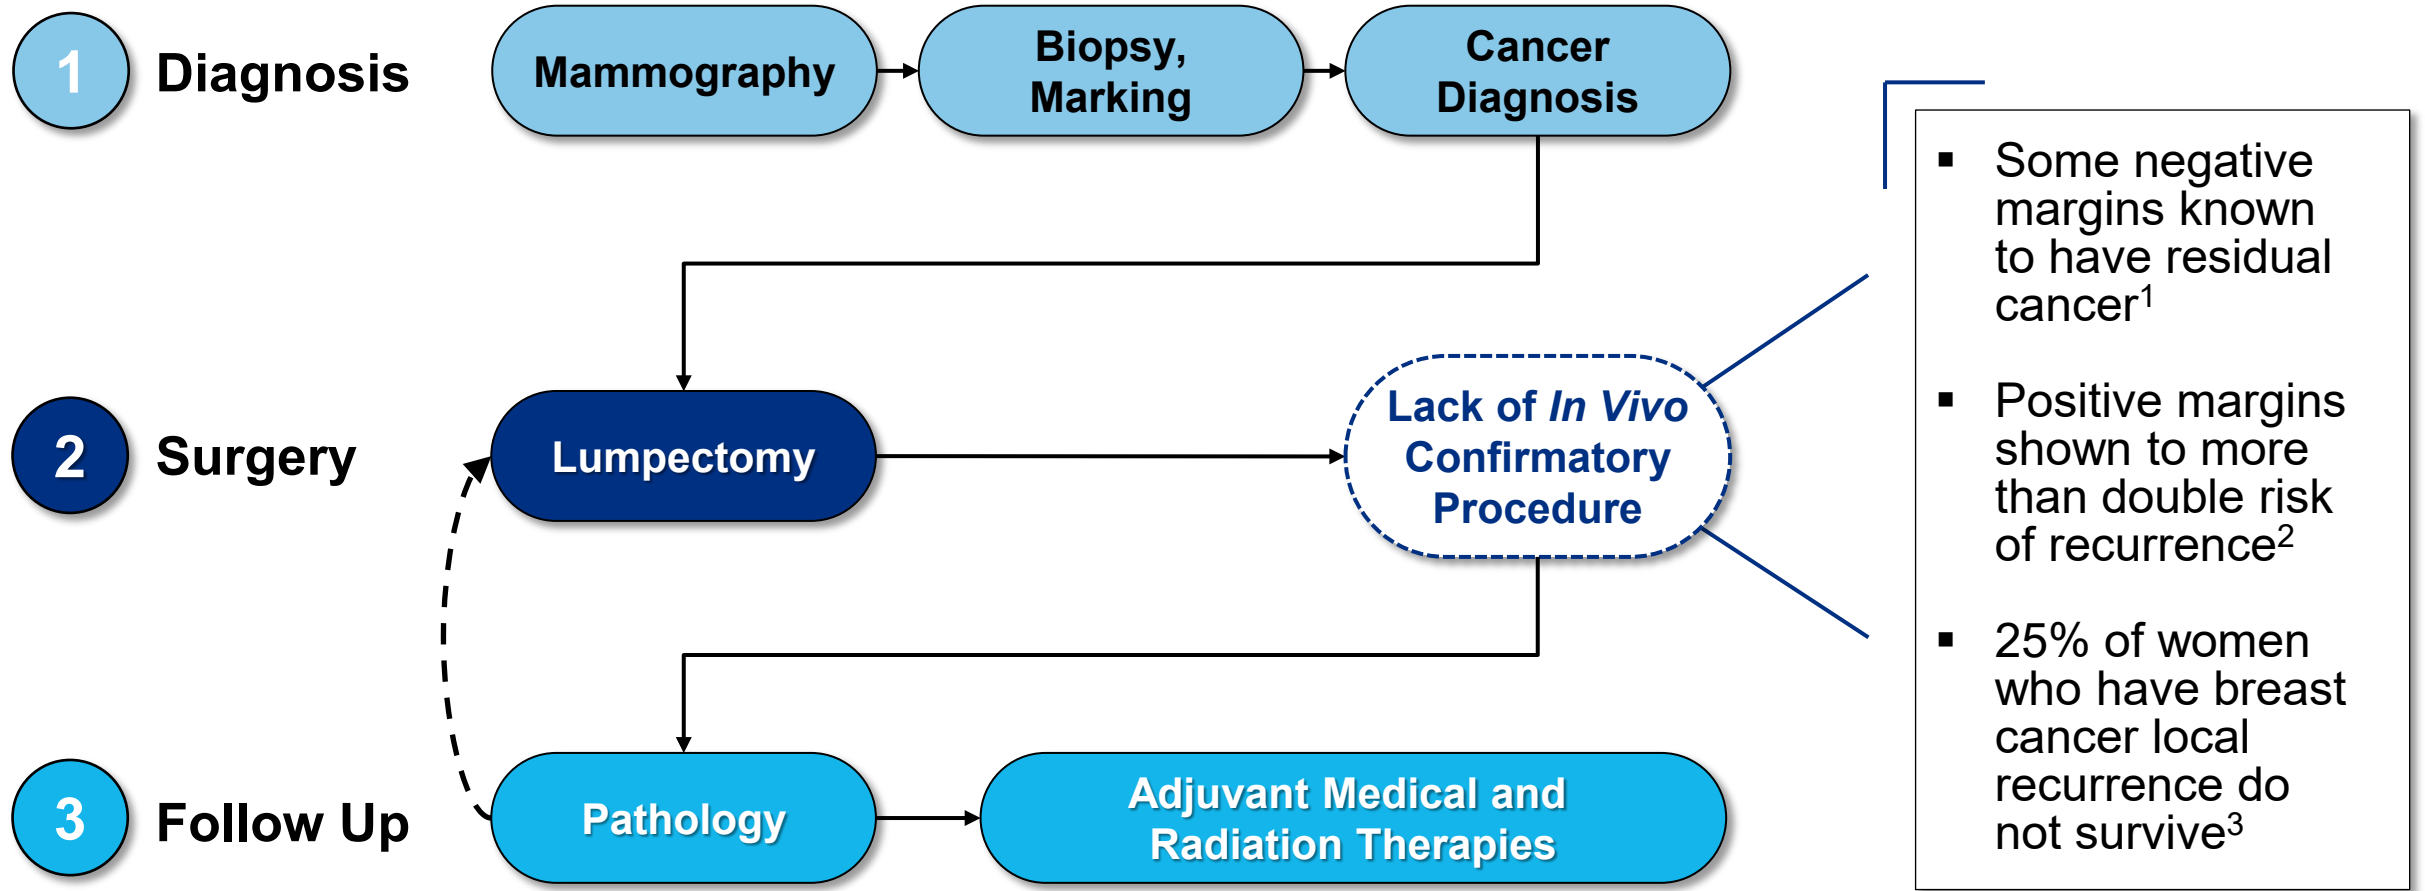 1 Diagnosis
Mammography
Biopsy,
Marking
Cancer
Diagnosis
2 Surgery
Lumpectomy
Lack of In Vivo
Confirmatory
Procedure
3 Follow Up
Pathology
Adjuvant Medical and
Radiation Therapies
▪ Some negative
margins known
to have residual
cancer¹
▪ Positive margins
shown to more
than double risk
of recurrence²
▪ 25% of women
who have breast
cancer local
recurrence do
not survive³